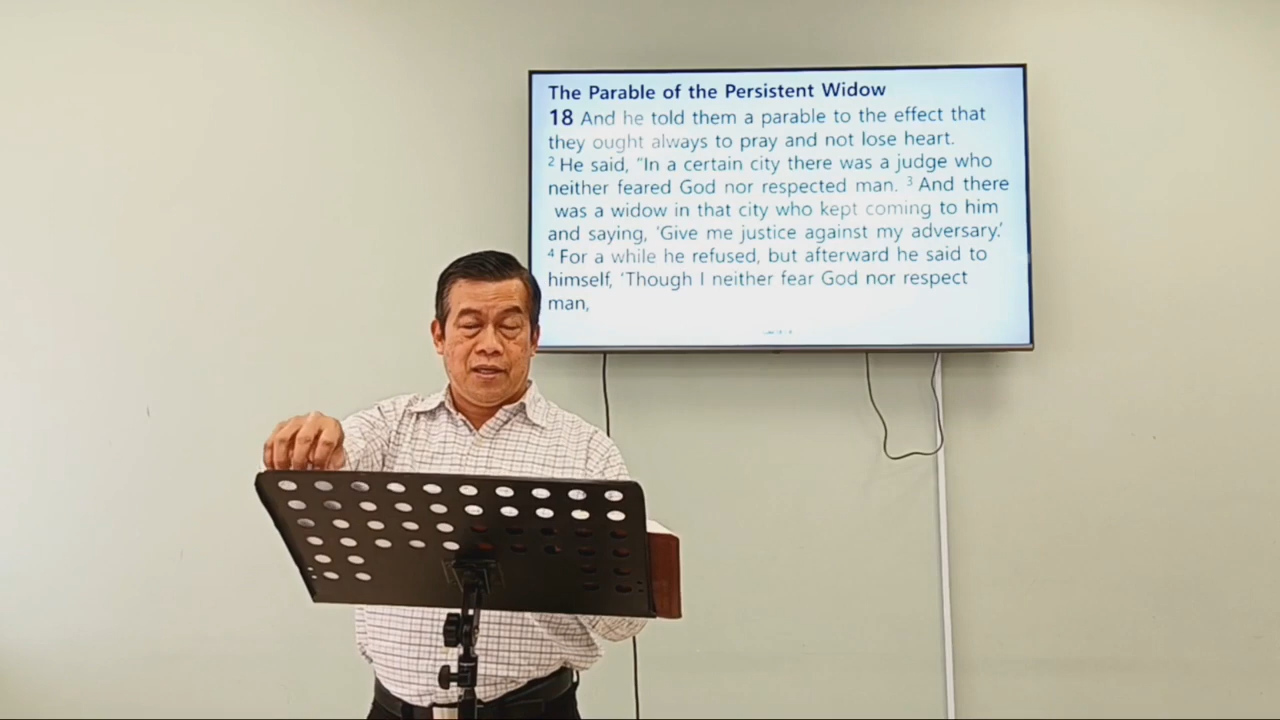 The Parable of the Persistent Widow
18 And he told them a parable to the effect that
they ought always to pray and not lose heart.
2 He said, “In a certain city there was a judge who
neither feared God nor respected man. 3 And there
was a widow in that city who kept coming to him
and saying, ‘Give me justice against my adversary.’
4 For a while he refused, but afterward he said to
himself, ‘Though I neither fear God nor respect
man,